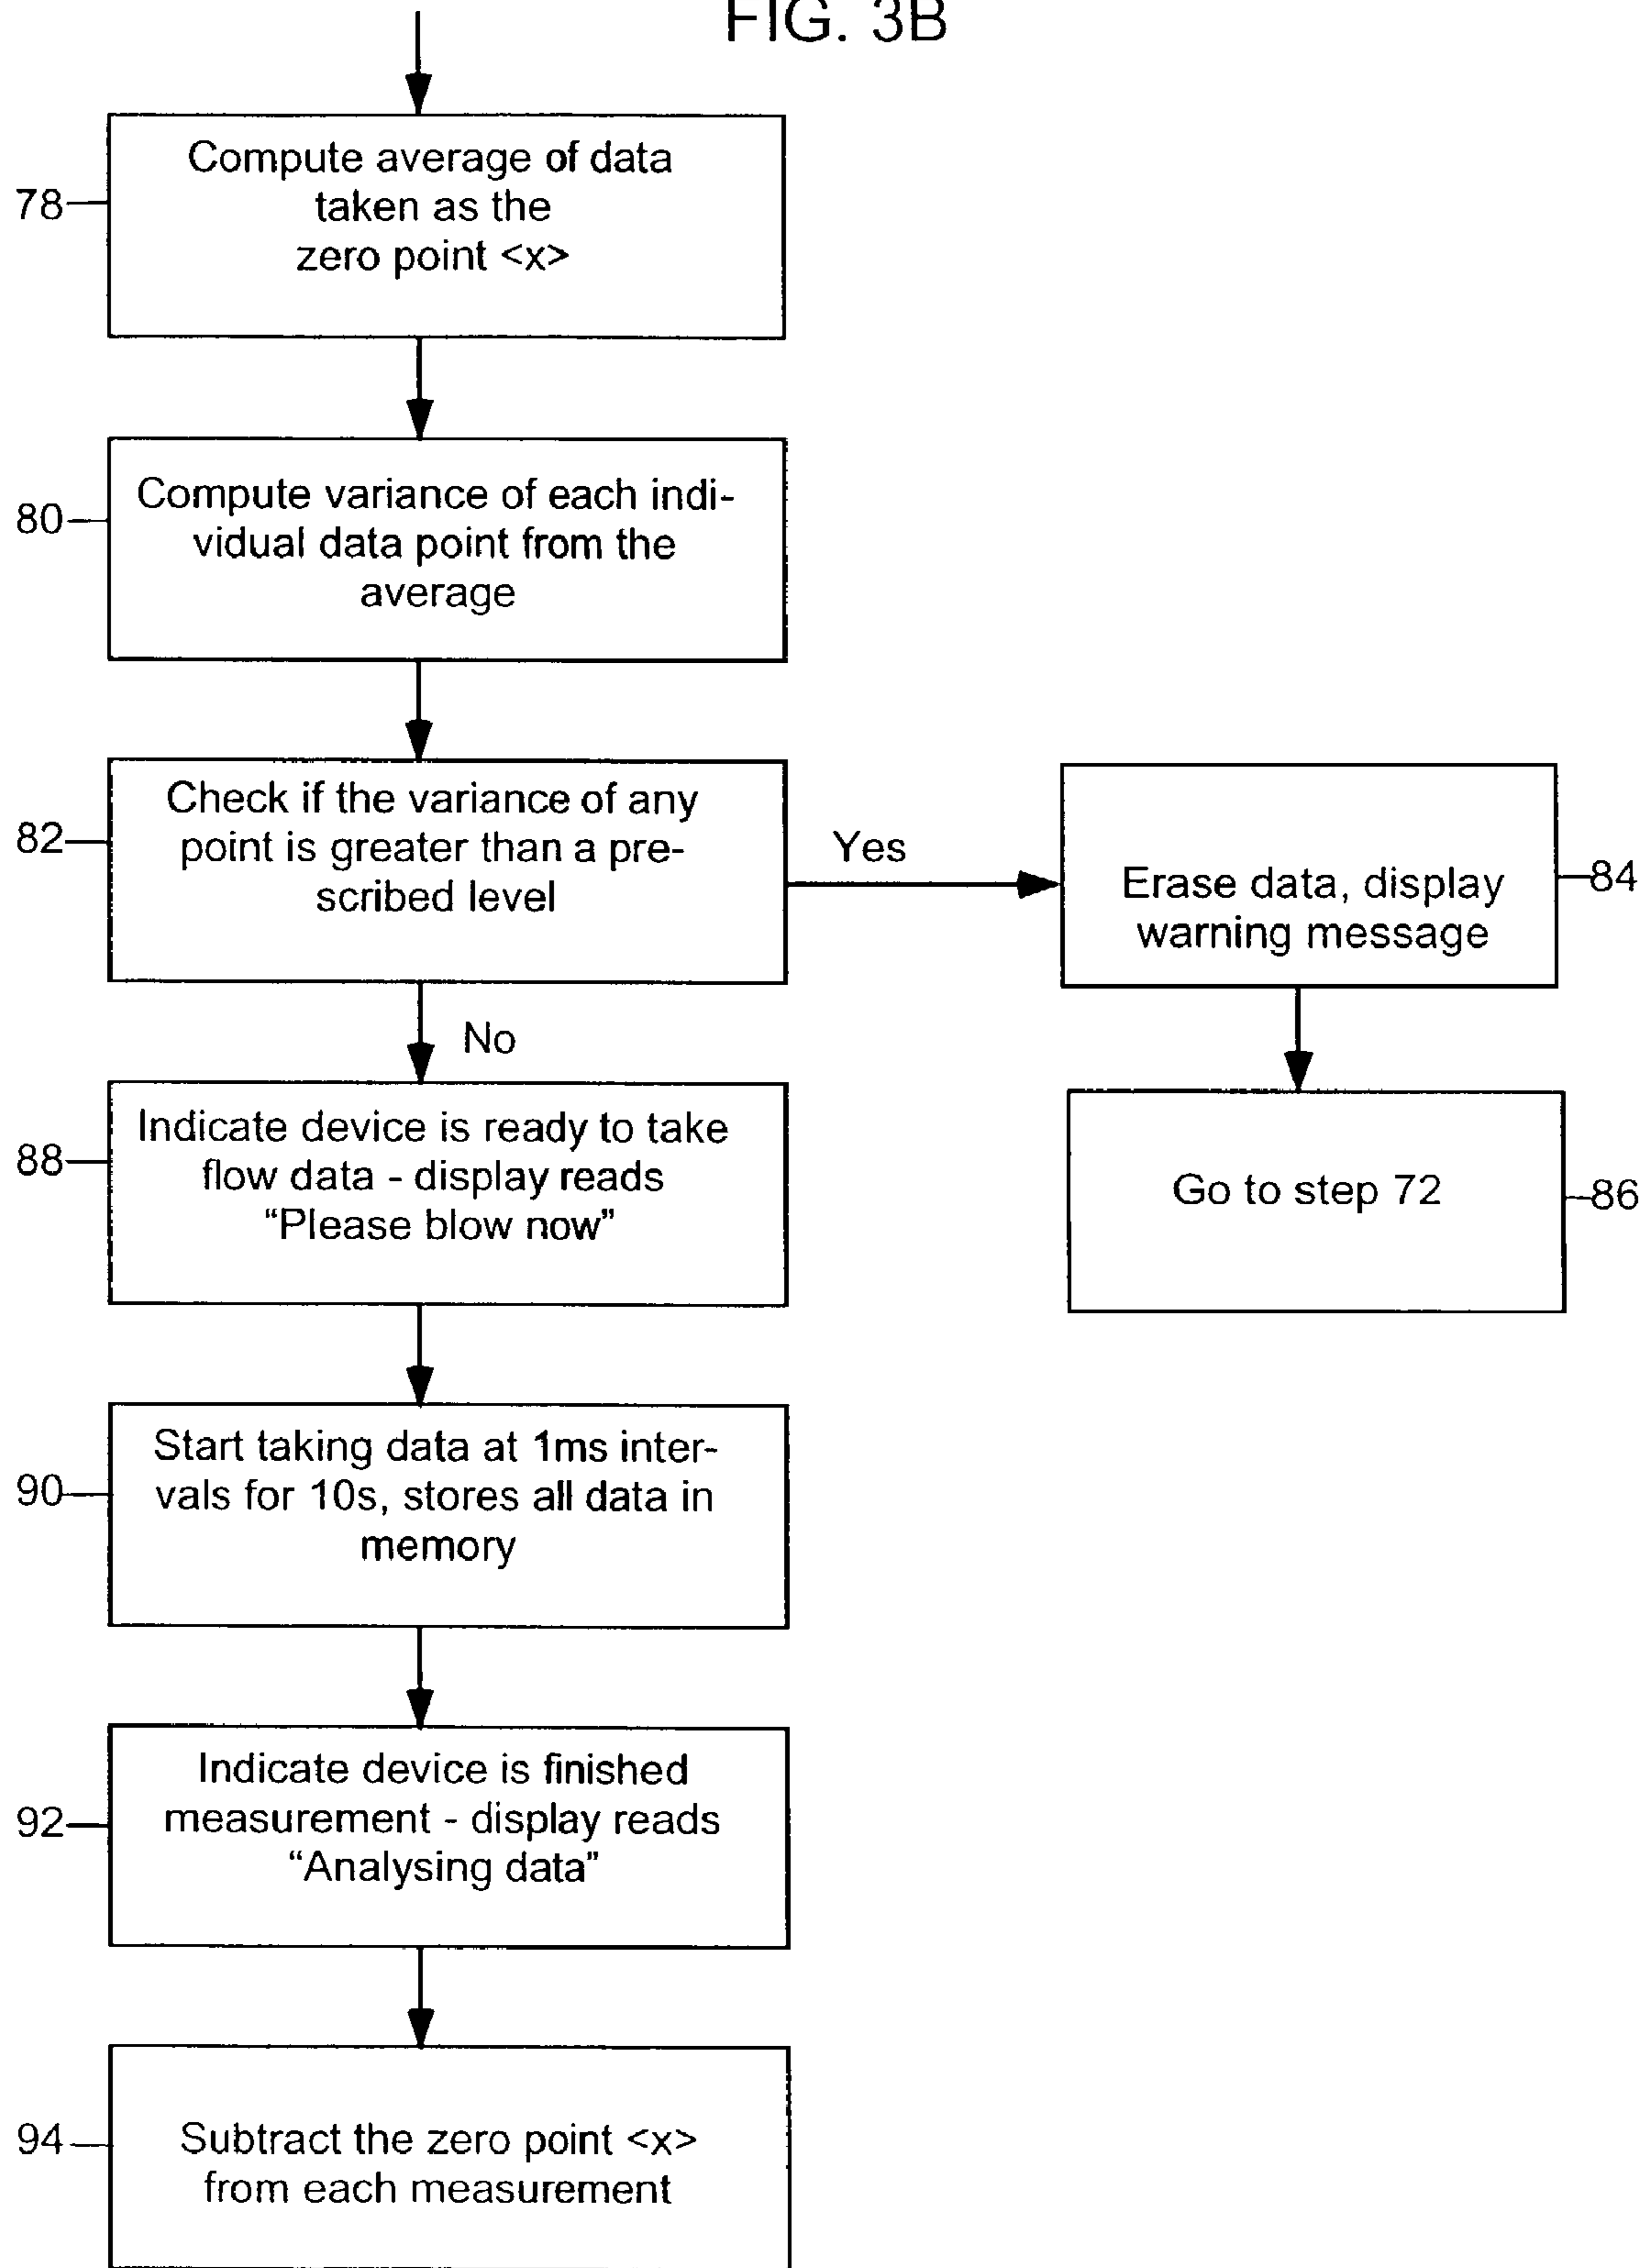 FIG. 3B
Compute average of data
taken as the
zero point <x>
78
Compute variance of each indi-
vidual data point from the
average
80
Check if the variance of any
point is greater than a pre-
scribed level
82
Yes
Erase data, display
warning message
84
No
Indicate device is ready to take
flow data - display reads
“Please blow now”
88
Go to step 72
86
Start taking data at 1ms inter-
vals for 10s, stores all data in
memory
90
Indicate device is finished
measurement - display reads
“Analysing data”
92
Subtract the zero point <x>
from each measurement
94